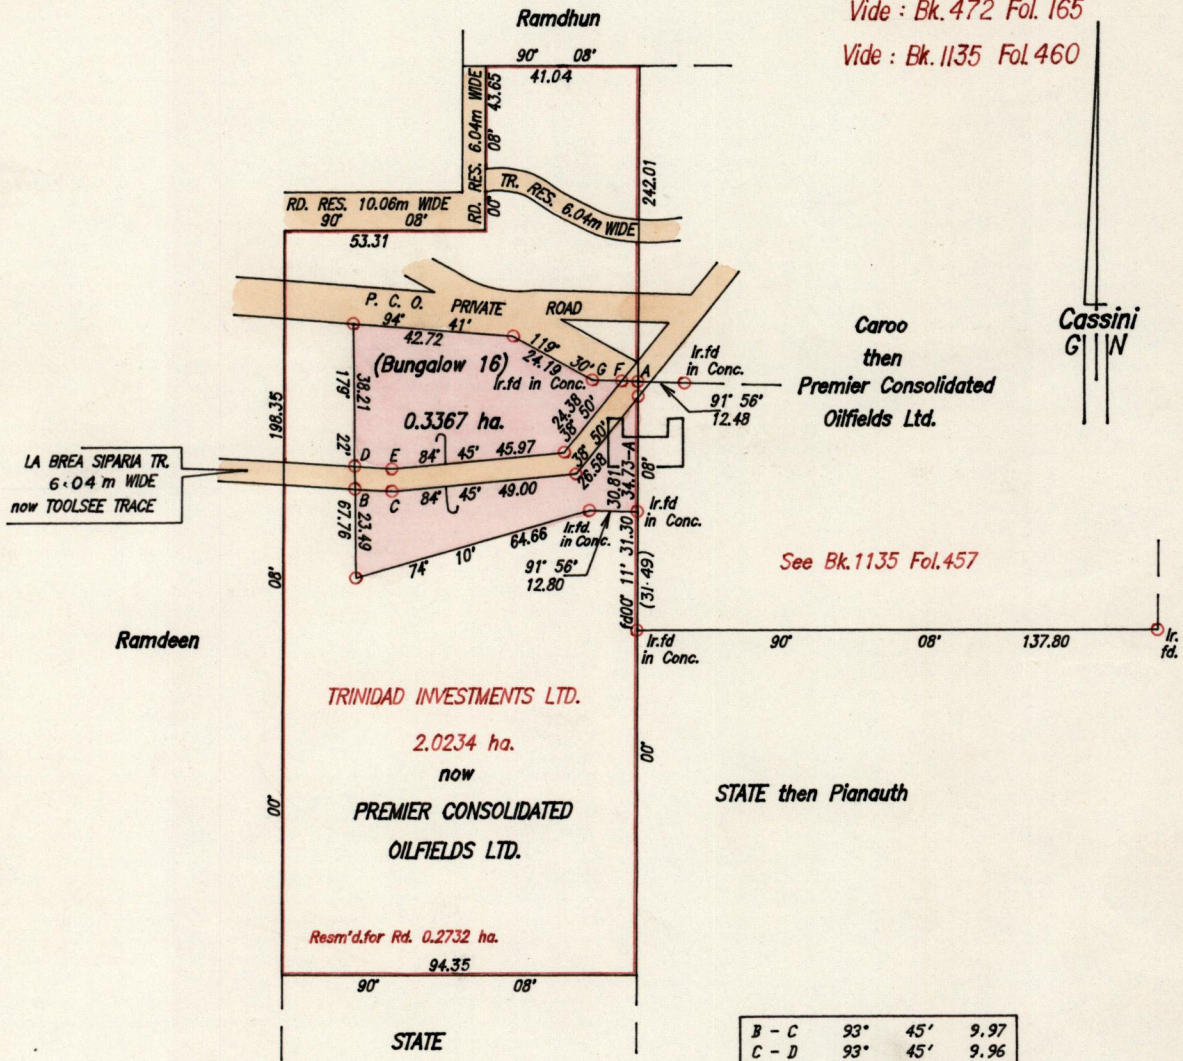 Ramdhun
Vide : Bk. 472 Fol. 165
Vide : Bk. 1135 Fol. 460
90° 08'
41.04
RD. RES. 6.04m WIDE
00° 08' 43.65
TR. RES. 6.04m WIDE
242.01
RD. RES. 10.06m WIDE
90° 08'
53.31
P. C. O. PRIVATE ROAD
94° 41'
42.72
119° 30'
24.19
(Bungalow 16)
Ir.fd in Conc.
G F A
Ir.fd in Conc.
91° 56'
12.48
Caroo
then
Premier Consolidated
Oilfields Ltd.
Cassini
G N
198.35
38.21
179° 22'
24.38
38° 50'
0.3367 ha.
38° 50'
26.58
30.81
34.73-A
08'
LA BREA SIPARIA TR.
6.04 m WIDE
now TOOLSEE TRACE
D E 84° 45' 45.97
B C 84° 45' 49.00
67.76
23.49
74° 10' 64.66
Ir.fd. in Conc.
91° 56'
12.80
Ir.fd in Conc.
fd00° 11' 31.30
(31.49)
See Bk.1135 Fol.457
08'
Ramdeen
Ir.fd in Conc.
90° 08' 137.80
Ir. fd.
TRINIDAD INVESTMENTS LTD.
2.0234 ha.
now
PREMIER CONSOLIDATED
OILFIELDS LTD.
00°
STATE then Pianauth
00°
Resm'd.for Rd. 0.2732 ha.
94.35
90° 08'
STATE
B - C 93° 45' 9.97
C - D 93° 45' 9.96